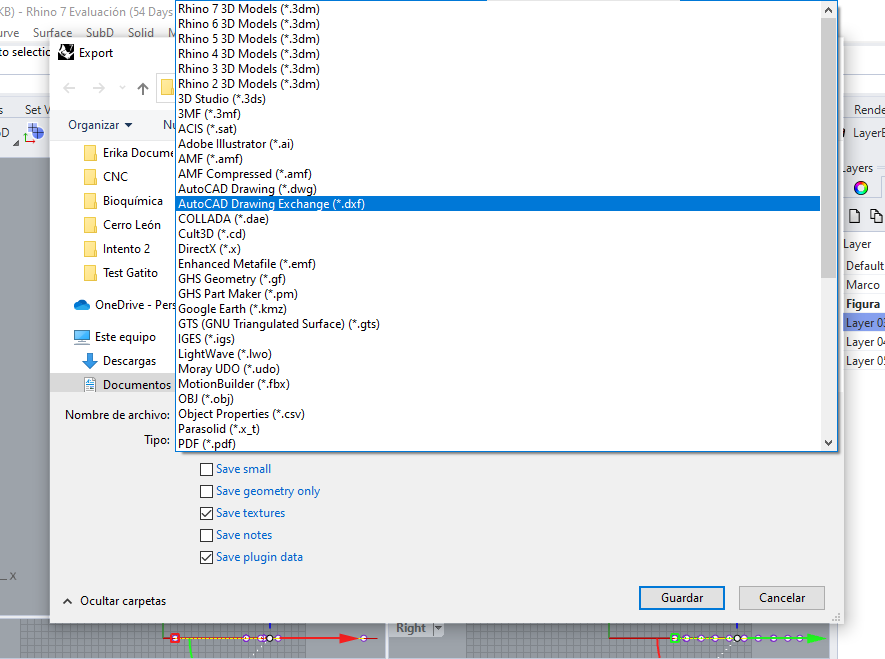 KB) - Rhino 7 Evaluación (54 Days
urve Surface SubD Solid M
to selectio
Export
s Set V
D
Organizar Nu
Erika Docume
CNC
Bioquímica
Cerro León
Intento 2
Test Gatito
OneDrive - Pers
Este equipo
Descargas
Documentos
Nombre de archivo:
Tipo:
Rhino 7 3D Models (*.3dm)
Rhino 6 3D Models (*.3dm)
Rhino 5 3D Models (*.3dm)
Rhino 4 3D Models (*.3dm)
Rhino 3 3D Models (*.3dm)
Rhino 2 3D Models (*.3dm)
3D Studio (*.3ds)
3MF (*.3mf)
ACIS (*.sat)
Adobe Illustrator (*.ai)
AMF (*.amf)
AMF Compressed (*.amf)
AutoCAD Drawing (*.dwg)
AutoCAD Drawing Exchange (*.dxf)
COLLADA (*.dae)
Cult3D (*.cd)
DirectX (*.x)
Enhanced Metafile (*.emf)
GHS Geometry (*.gf)
GHS Part Maker (*.pm)
Google Earth (*.kmz)
GTS (GNU Triangulated Surface) (*.gts)
IGES (*.igs)
LightWave (*.lwo)
Moray UDO (*.udo)
MotionBuilder (*.fbx)
OBJ (*.obj)
Object Properties (*.csv)
Parasolid (*.x_t)
PDF (*.pdf)
Save small
Save geometry only
Save textures
Save notes
Save plugin data
Ocultar carpetas
Guardar Cancelar
Rende
LayerE
ayers
Layer
Default
Marco
Figura
Layer 03
Layer 04
Layer 05
X
Right